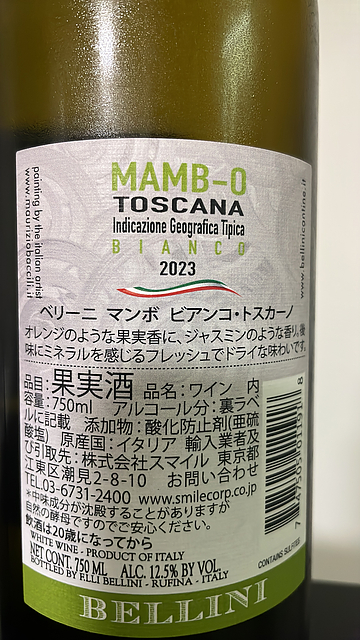 MAMB-O
TOSCANA
Indicazione Geografica Tipica
BIANCO
2023
painting by the italian artist
www.mauriziobaccelli.it
www.bellinicantine.it
ベリーニ マンボ ビアンコ・トスカーノ
オレンジのような果実香に、ジャスミンのような香り。後
味にミネラルを感じるフレッシュでドライな味わいです。
品目:果実酒 品名:ワイン 内
容量:750ml アルコール分:裏ラベ
ルに記載 添加物:酸化防止剤(亜硫
酸塩) 原産国:イタリア 輸入業者及
び引取先:株式会社スマイル 東京都
江東区潮見2-8-10 お問い合わせ
TEL.03-6731-2400 www.smilecorp.co.jp
*中味成分が沈殿することがありますが
自然の酵母ですのでご安心ください。
飲酒は20歳になってから
WHITE WINE - PRODUCT OF ITALY
NET CONT. 750 ML ALC. 12.5% BY VOL.
BOTTLED BY F.LLI BELLINI - RUFINA - ITALY
CONTAINS SULFITES
BELLINI